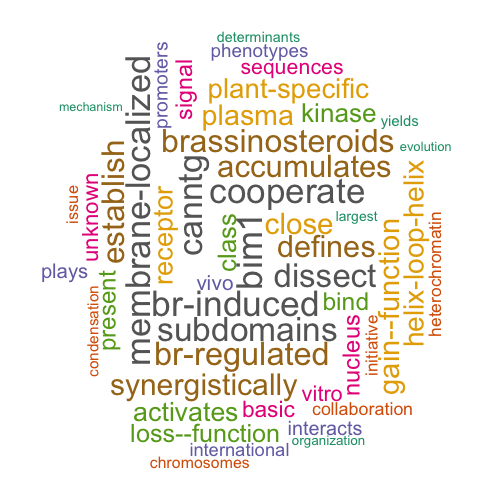 determinants
phenotypes
sequences
promoters
signal
membrane-localized
plant-specific
mechanism
plasma
kinase
yields
brassinosteroids
evolution
establish
canntg
accumulates
unknown
issue
receptor
cooperate
helix-loop-helix
class
bim1
close
largest
gain--function
heterochromatin
defines
plays
vivo
dissect
present
condensation
br-induced
bind
nucleus
initiative
subdomains
br-regulated
synergistically
vitro
activates
basic
collaboration
loss--function
interacts
organization
international
chromosomes